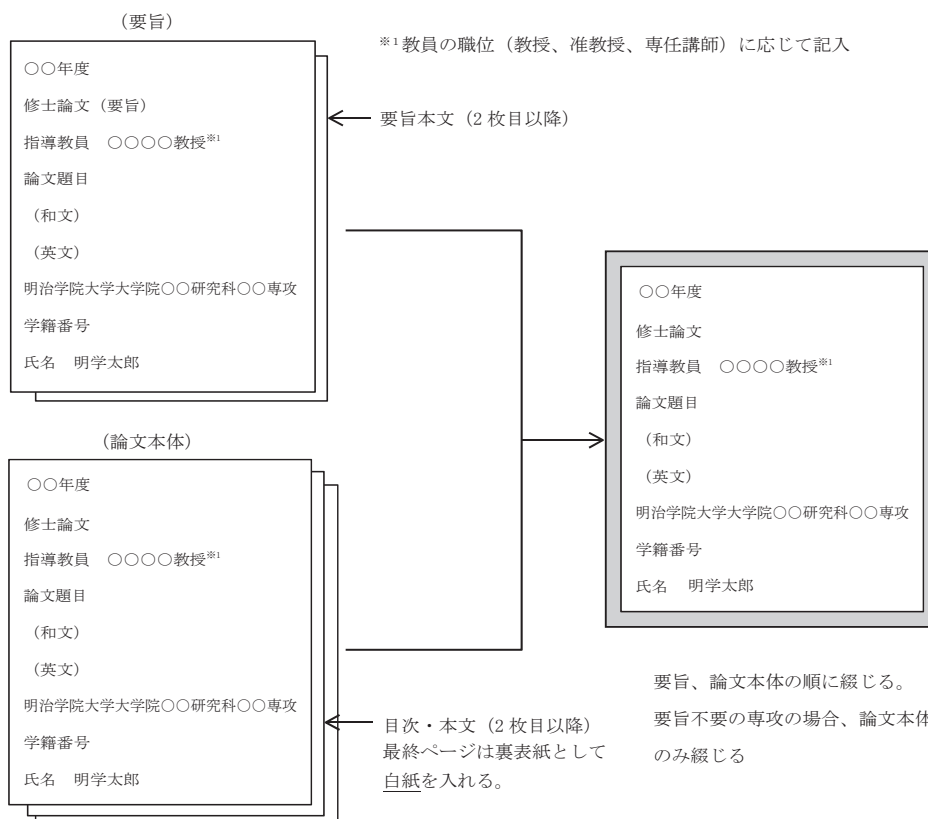 （要旨）
※1教員の職位（教授、准教授、専任講師）に応じて記入
○○年度
修士論文（要旨）
指導教員　○○○○教授※1
論文題目
（和文）
（英文）
明治学院大学大学院○○研究科○○専攻
学籍番号
氏名　明学太郎
要旨本文（2 枚目以降）
（論文本体）
○○年度
修士論文
指導教員　○○○○教授※1
論文題目
（和文）
（英文）
明治学院大学大学院○○研究科○○専攻
学籍番号
氏名　明学太郎
目次・本文（2 枚目以降）
最終ページは裏表紙として
白紙を入れる。
○○年度
修士論文
指導教員　○○○○教授※1
論文題目
（和文）
（英文）
明治学院大学大学院○○研究科○○専攻
学籍番号
氏名　明学太郎
要旨、論文本体の順に綴じる。
要旨不要の専攻の場合、論文本体
のみ綴じる